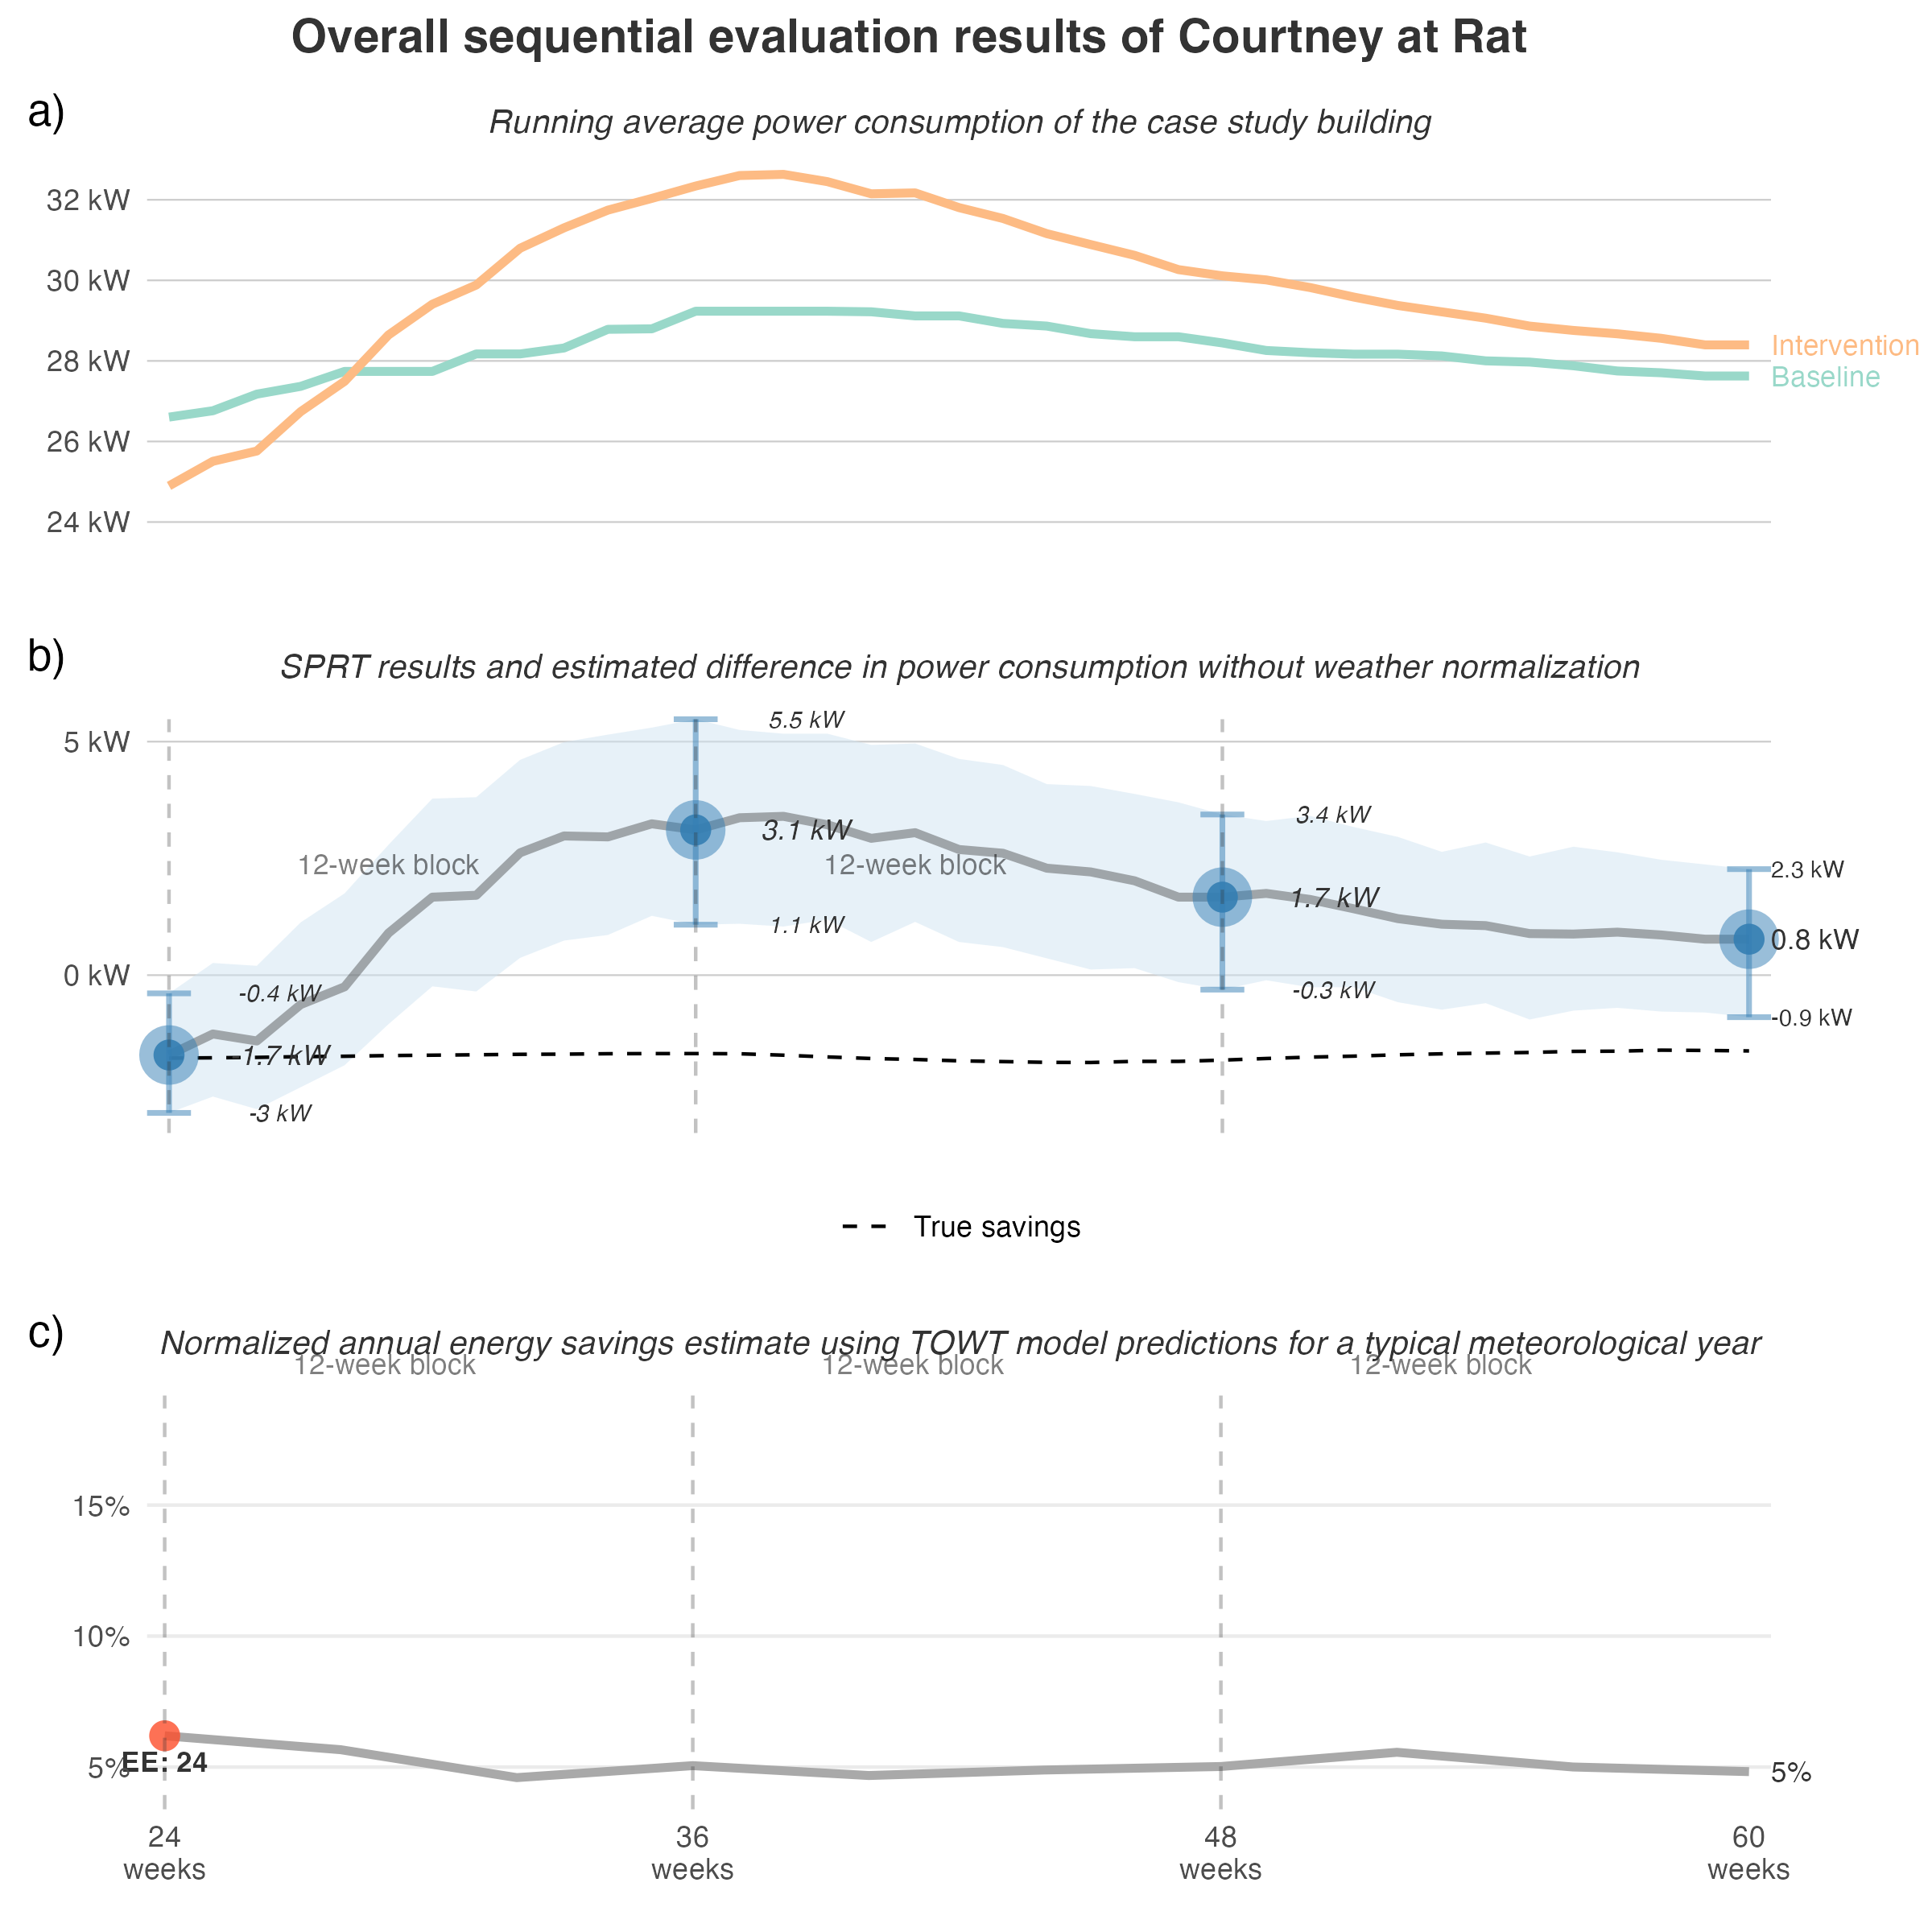 Overall sequential evaluation results of Courtney at Rat
a)
Running average power consumption of the case study building
32 kW
30 kW
28 kW
26 kW
24 kW
Intervention
Baseline
b)
SPRT results and estimated difference in power consumption without weather normalization
5 kW
0 kW
12-week block
12-week block
5.5 kW
3.1 kW
1.1 kW
3.4 kW
1.7 kW
-0.3 kW
2.3 kW
0.8 kW
-0.9 kW
-0.4 kW
-1.7 kW
-3 kW
True savings
c)
Normalized annual energy savings estimate using TOWT model predictions for a typical meteorological year
12-week block
12-week block
12-week block
15%
10%
5%
EE: 24
5%
24
weeks
36
weeks
48
weeks
60
weeks